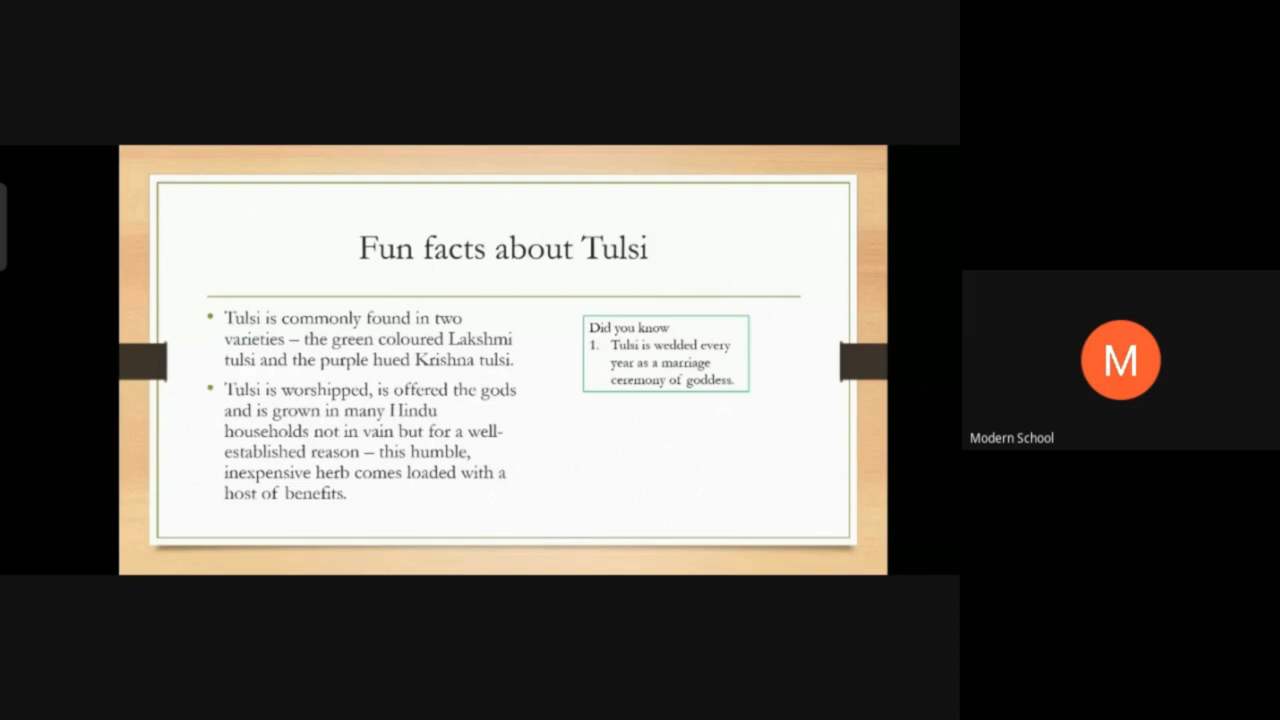 Fun facts about Tulsi
• Tulsi is commonly found in two
varieties – the green coloured Lakshmi
tulsi and the purple hued Krishna tulsi.
• Tulsi is worshipped, is offered the gods
and is grown in many Hindu
households not in vain but for a well-
established reason – this humble,
inexpensive herb comes loaded with a
host of benefits.
Did you know
1. Tulsi is wedded every
year as a marriage
ceremony of goddess.
M
Modern School